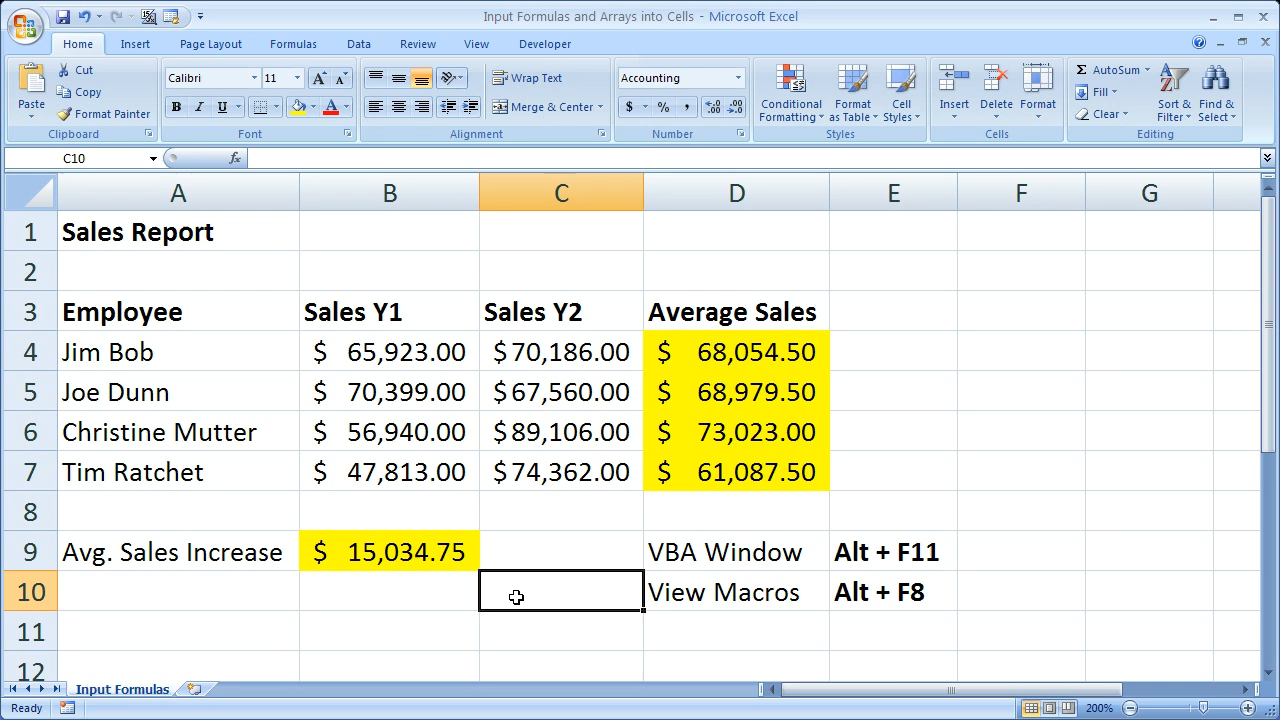 Input Formulas and Arrays into Cells - Microsoft Excel
Home Insert Page Layout Formulas Data Review View Developer
Paste Cut Copy Format Painter Clipboard
Calibri 11 A A B I U A Font
Wrap Text Merge & Center Alignment
Accounting $ % , .0 .00 .00 .0 Number
Conditional Formatting Format as Table Cell Styles Styles
Insert Delete Format Cells
Σ AutoSum Fill Clear Sort & Filter Find & Select Editing
C10 fx
A B C D E F G
1 Sales Report
2
3 Employee Sales Y1 Sales Y2 Average Sales
4 Jim Bob $ 65,923.00 $70,186.00 $ 68,054.50
5 Joe Dunn $ 70,399.00 $67,560.00 $ 68,979.50
6 Christine Mutter $ 56,940.00 $89,106.00 $ 73,023.00
7 Tim Ratchet $ 47,813.00 $74,362.00 $ 61,087.50
8
9 Avg. Sales Increase $ 15,034.75 VBA Window Alt + F11
10 View Macros Alt + F8
11
12
Input Formulas
Ready 200%